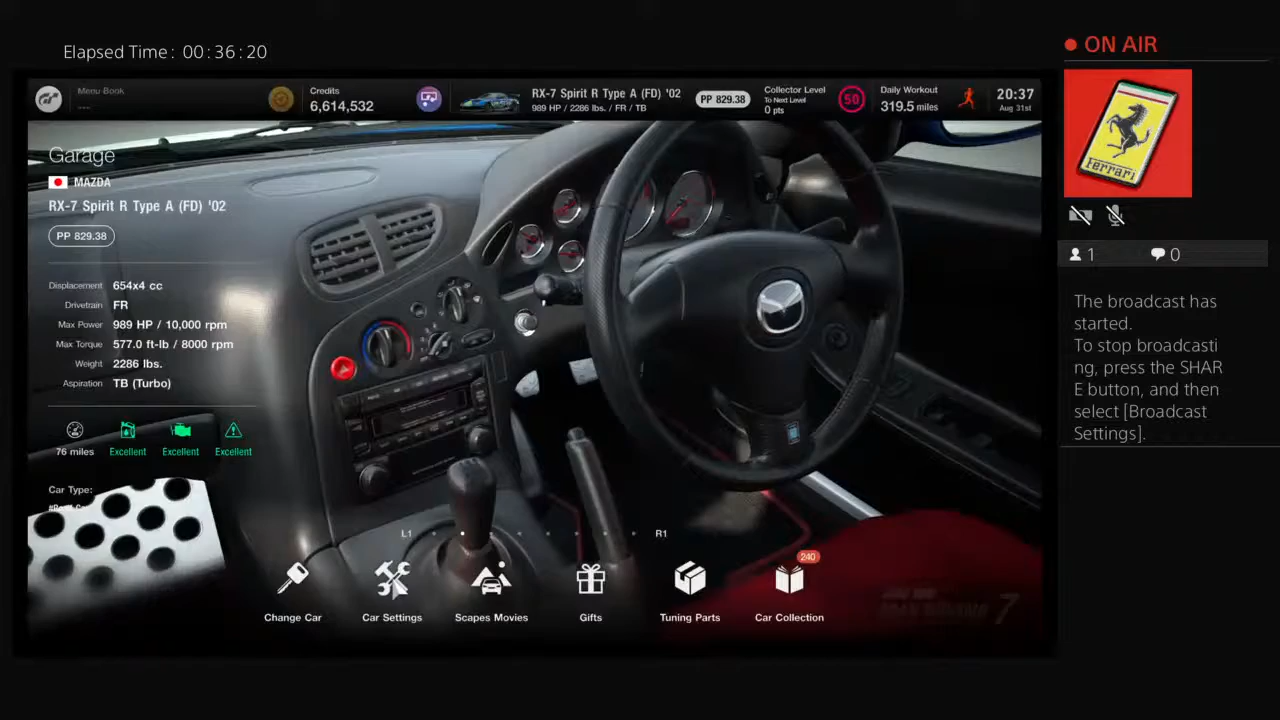 Elapsed Time: 00:36:20
ON AIR
Menu Book
---
Credits
6,614,532
RX-7 Spirit R Type A (FD) '02
989 HP / 2286 lbs. / FR / TB
PP 829.38
Collector Level
To Next Level
0 pts
50
Daily Workout
319.5 miles
20:37
Aug 31st
Garage
MAZDA
RX-7 Spirit R Type A (FD) '02
PP 829.38
Displacement 654x4 cc
Drivetrain FR
Max Power 989 HP / 10,000 rpm
Max Torque 577.0 ft-lb / 8000 rpm
Weight 2286 lbs.
Aspiration TB (Turbo)
76 miles
Excellent
Excellent
Excellent
Car Type:
L1
R1
240
Change Car
Car Settings
Scapes Movies
Gifts
Tuning Parts
Car Collection
7
Ferrari
1
0
The broadcast has
started.
To stop broadcasti
ng, press the SHAR
E button, and then
select [Broadcast
Settings].